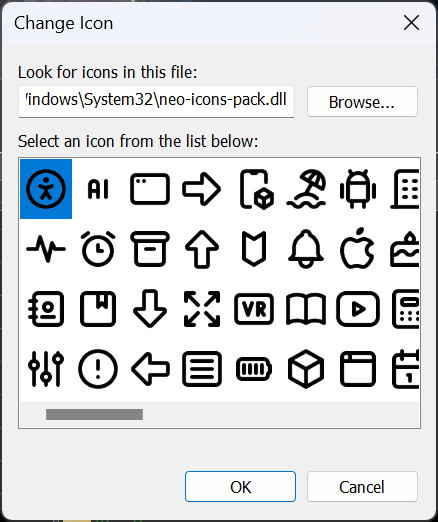 Change Icon
Look for icons in this file:
Windows\System32\neo-icons-pack.dll
Browse...
Select an icon from the list below:
AI
VR
1
OK
Cancel